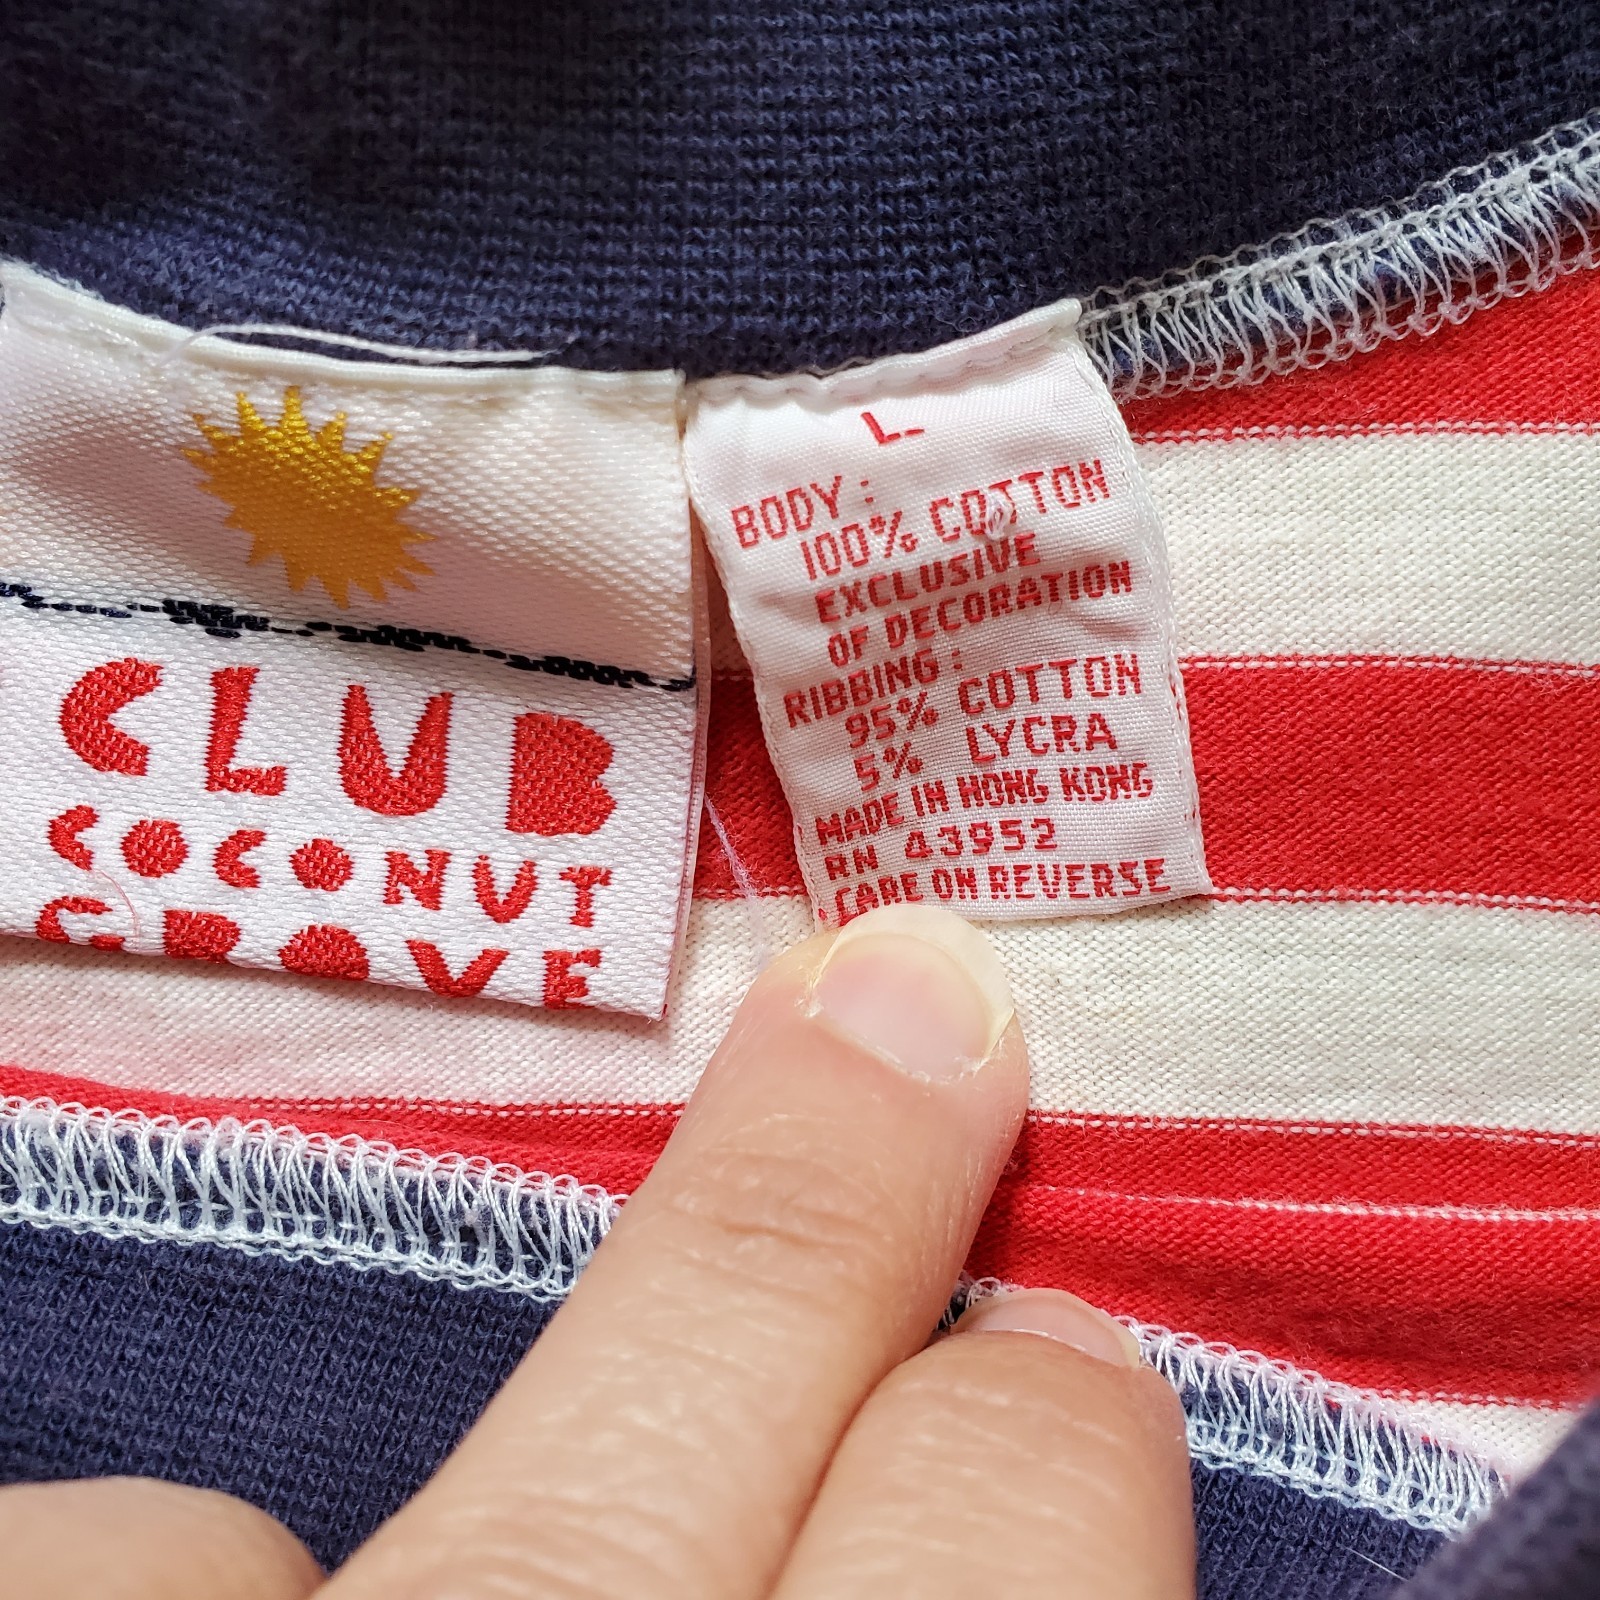 CLUB
COCONUT
GROVE
L
BODY:
100% COTTON
EXCLUSIVE
OF DECORATION
RIBBING:
95% COTTON
5% LYCRA
MADE IN HONG KONG
RN 43952
CARE ON REVERSE